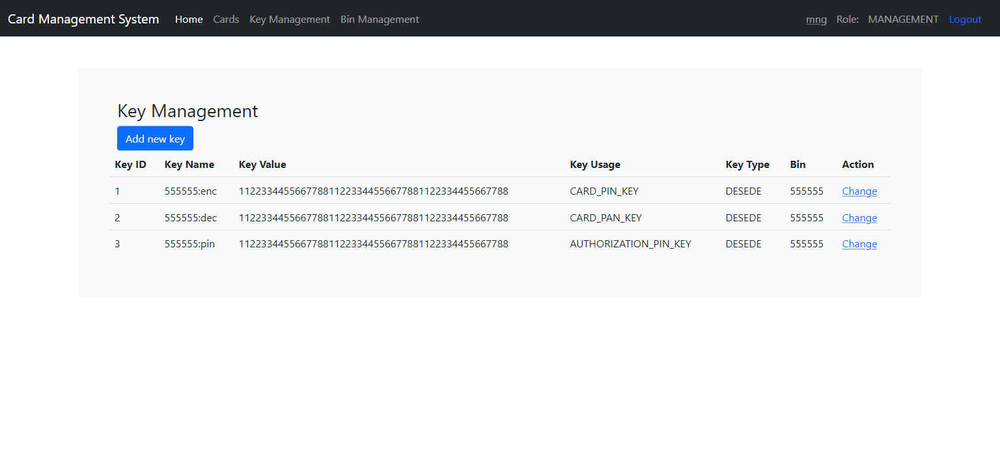 Card Management System Home Cards Key Management Bin Management mng Role: MANAGEMENT Logout
Key Management
Add new key
Key ID Key Name Key Value Key Usage Key Type Bin Action
1 555555:enc 112233445566778811223344556677881122334455667788 CARD_PIN_KEY DESEDE 555555 Change
2 555555:dec 112233445566778811223344556677881122334455667788 CARD_PAN_KEY DESEDE 555555 Change
3 555555:pin 112233445566778811223344556677881122334455667788 AUTHORIZATION_PIN_KEY DESEDE 555555 Change